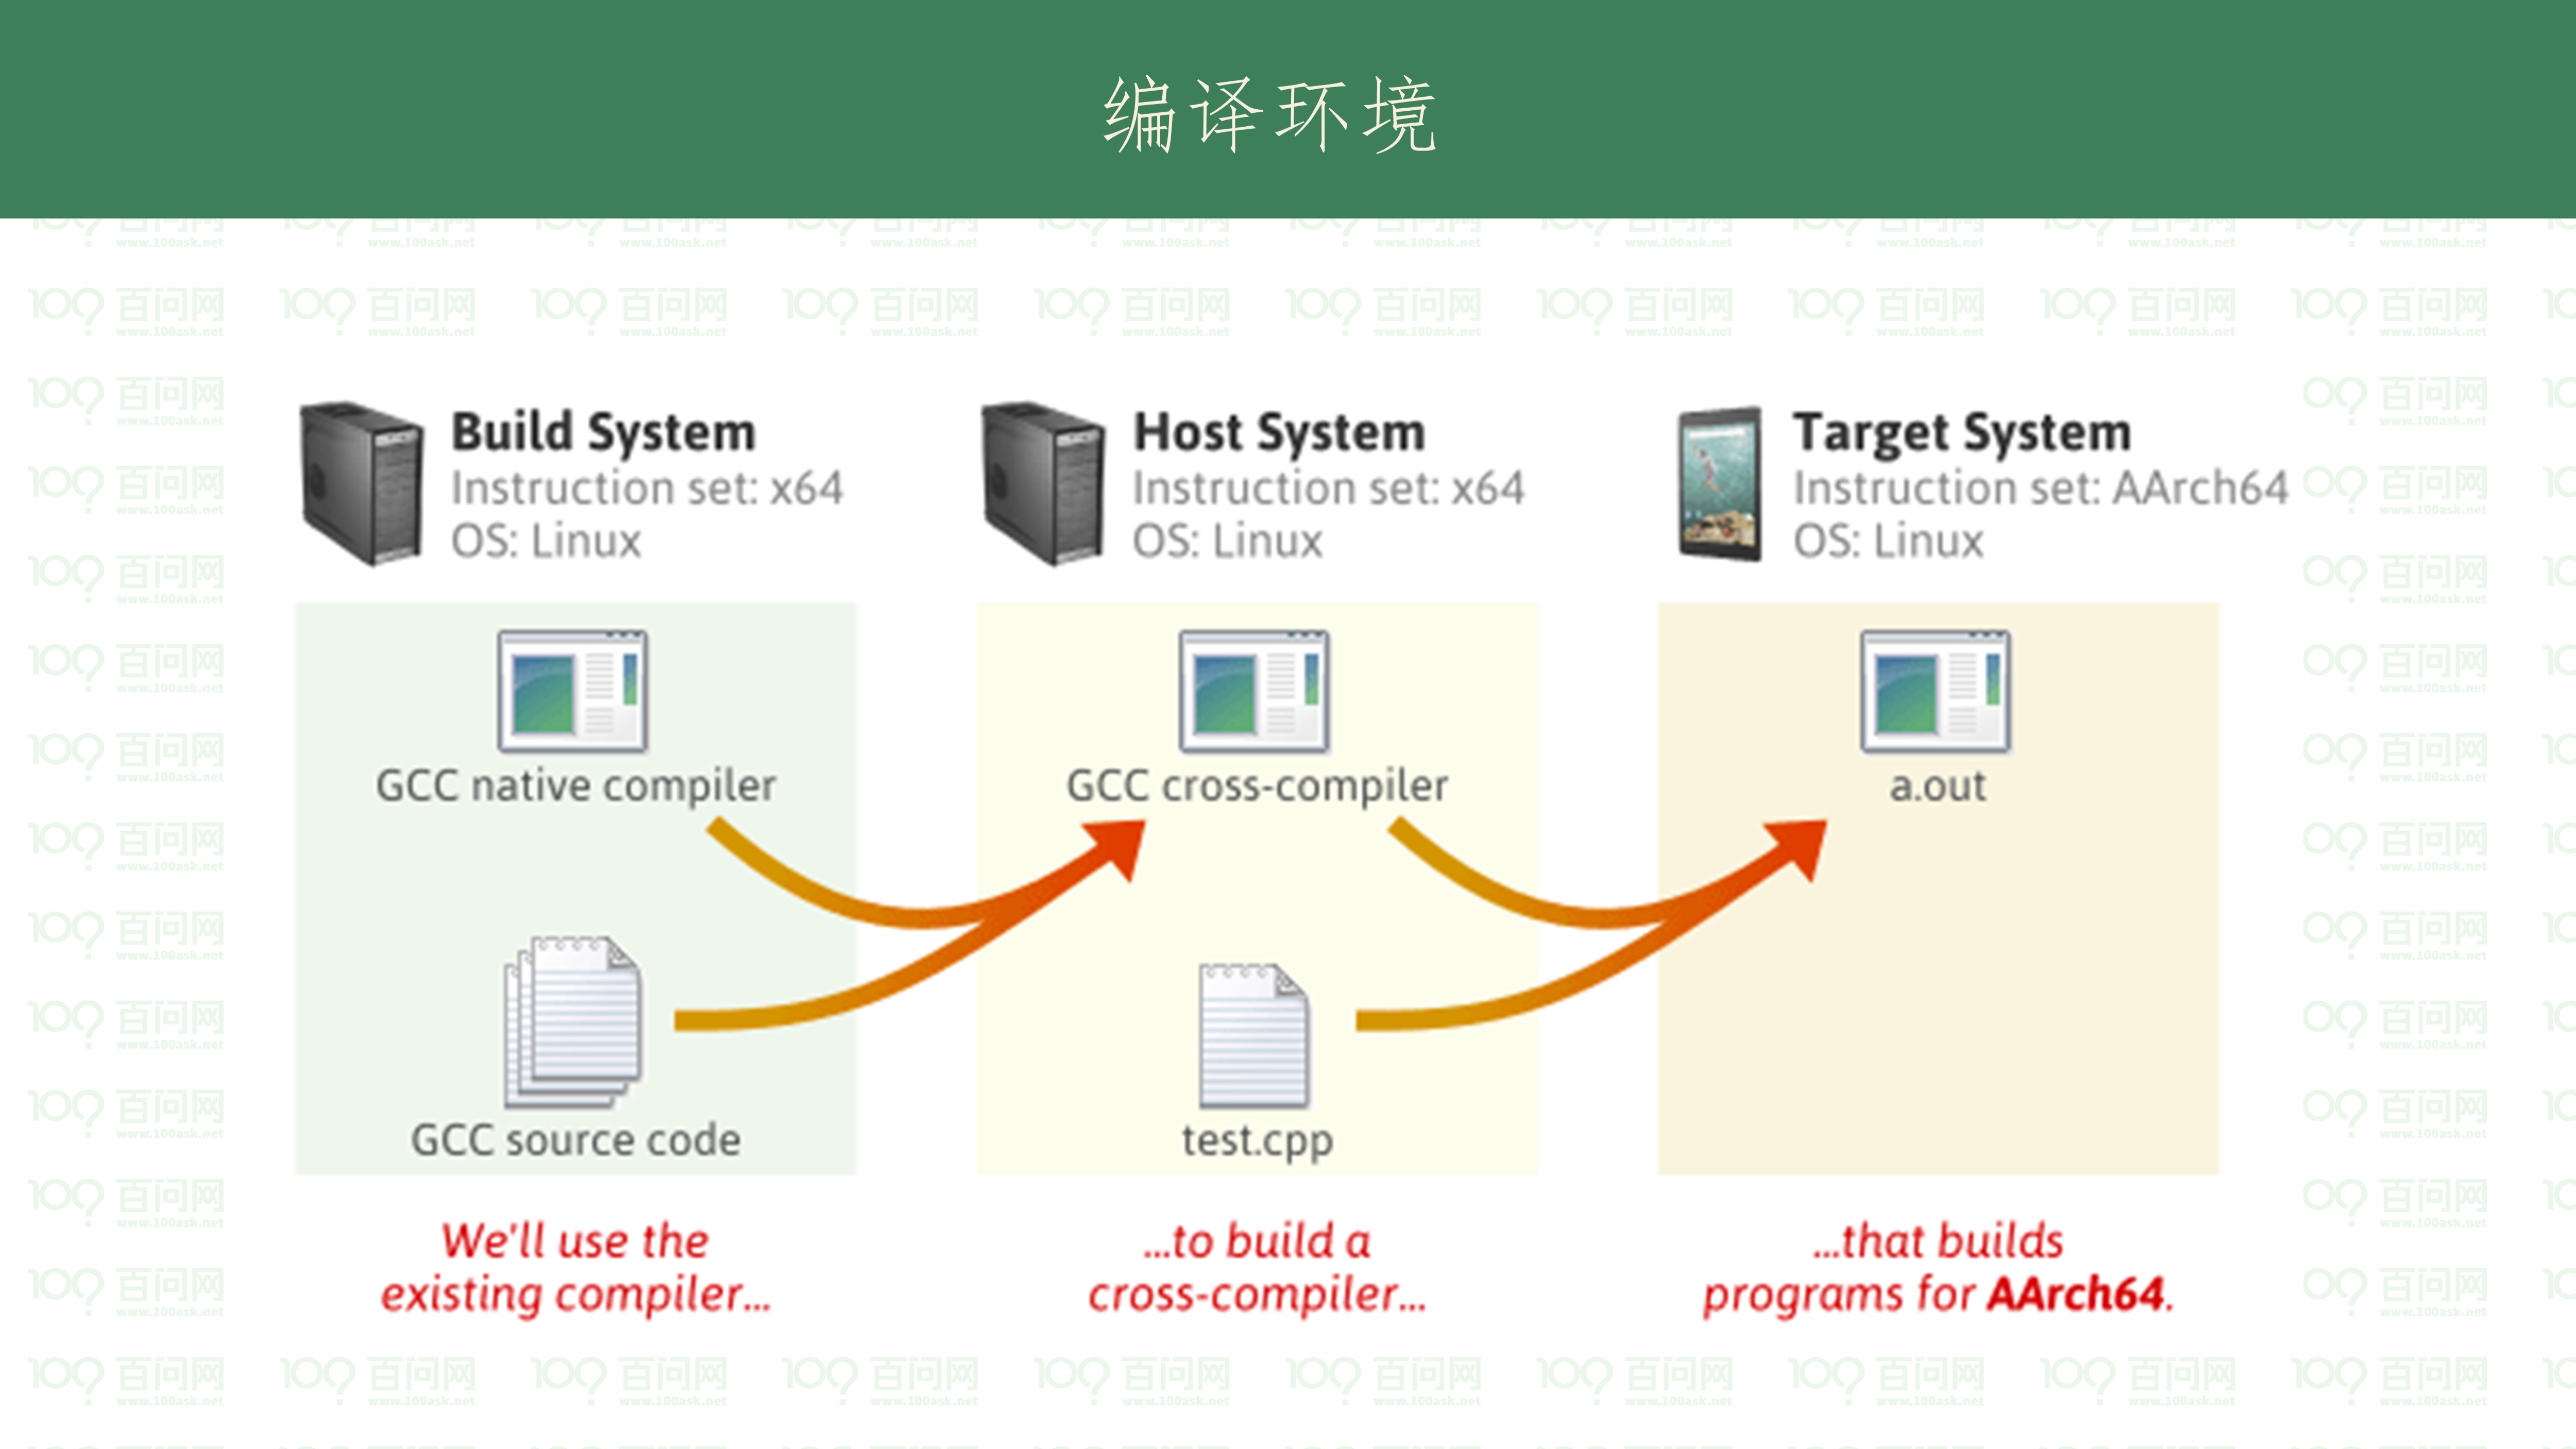 编译环境
Build System
Instruction set: x64
OS: Linux
Host System
Instruction set: x64
OS: Linux
Target System
Instruction set: AArch64
OS: Linux
GCC native compiler
GCC cross-compiler
a.out
GCC source code
test.cpp
We'll use the
existing compiler...
...to build a
cross-compiler...
...that builds
programs for AArch64.
百问网
www.100ask.net